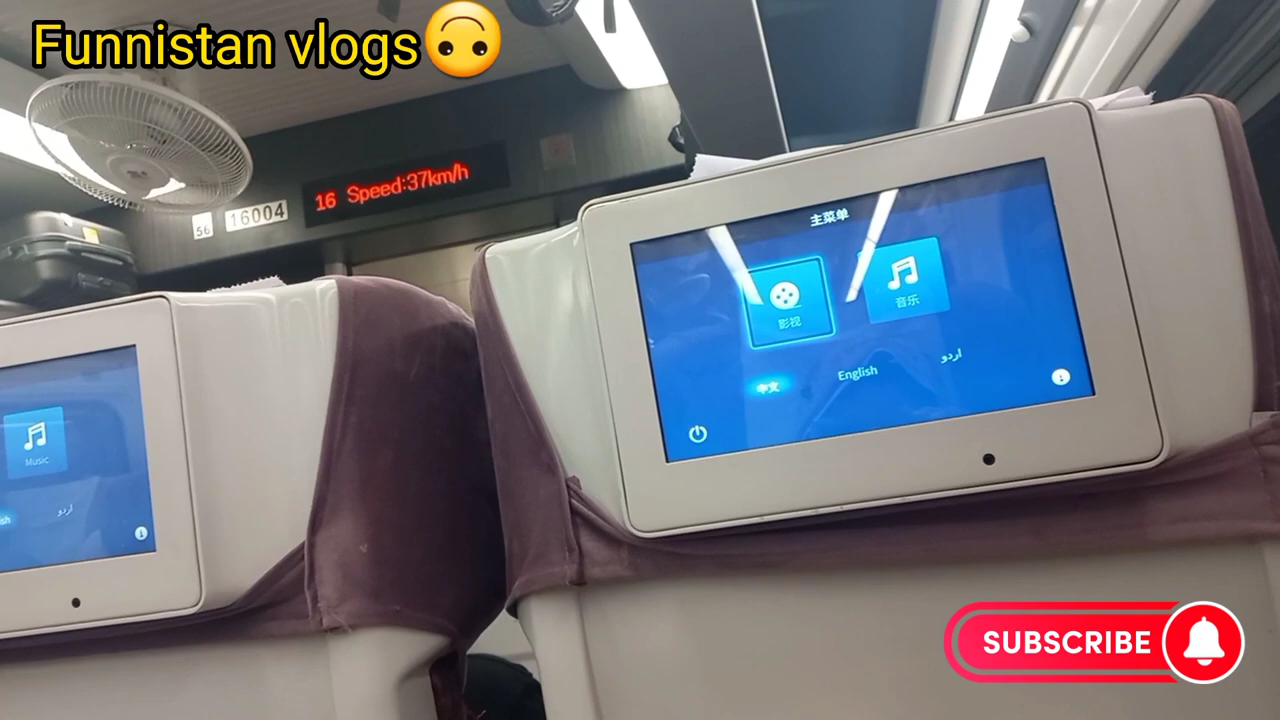 Funnistan vlogs
16 Speed:37km/h
56
16004
主菜单
影视
音乐
中文
English
اردو
Music
sh
اردو
SUBSCRIBE